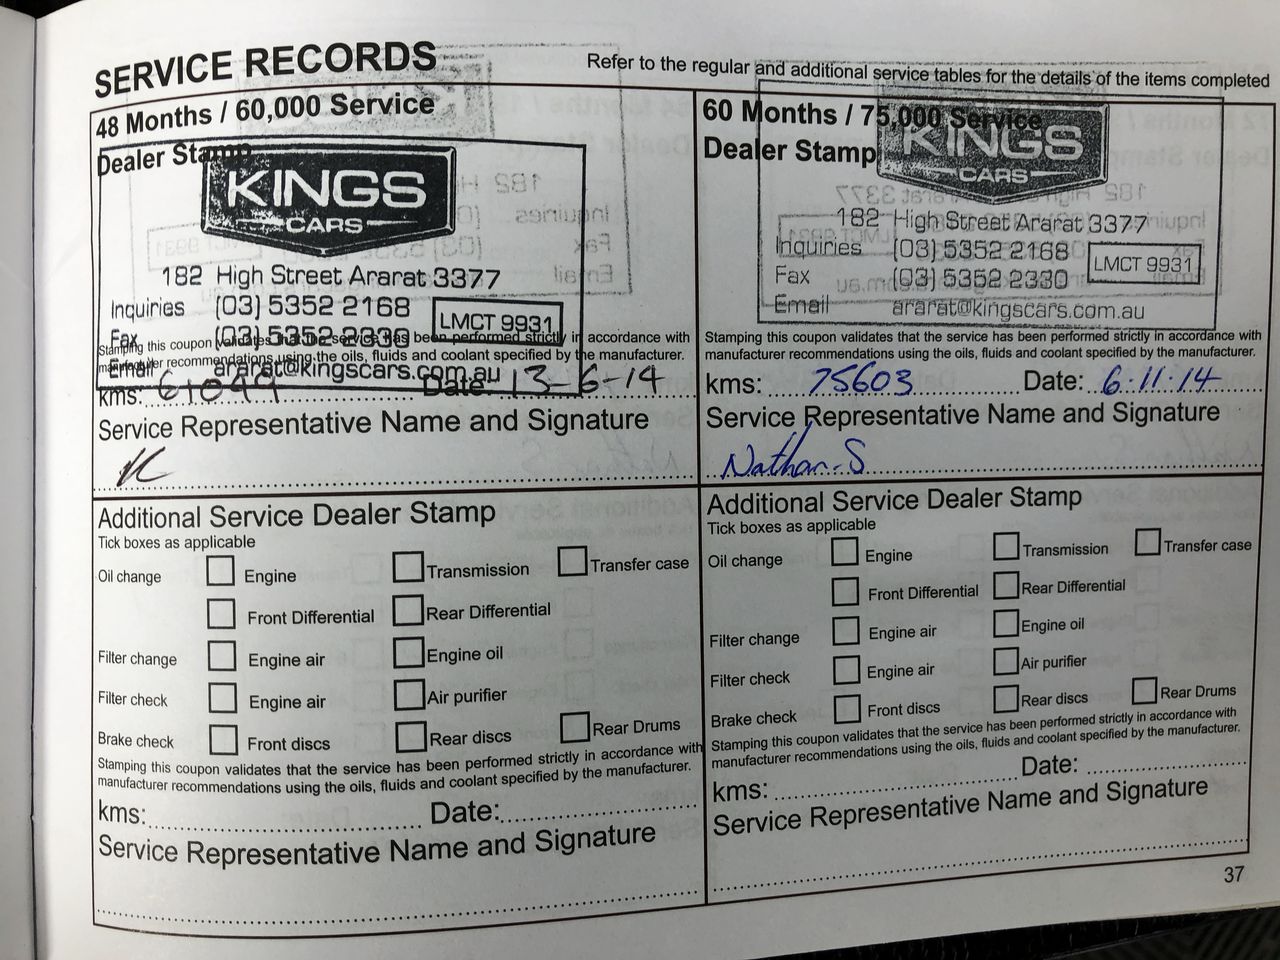 SERVICE RECORDS
Refer to the regular and additional service tables for the details of the items completed
48 Months / 60,000 Service
Dealer Stamp
KINGS
CARS
182 High Street Ararat 3377
Inquiries (03) 5352 2168
Fax (03) 5352 2330
LMCT 9931
Email ararat@kingscars.com.au
Stamping this coupon validates that the service has been performed strictly in accordance with
manufacturer recommendations using the oils, fluids and coolant specified by the manufacturer.
kms: 61099 Date: 13-6-14
Service Representative Name and Signature
Additional Service Dealer Stamp
Tick boxes as applicable
Oil change Engine Transmission Transfer case
Front Differential Rear Differential
Filter change Engine air Engine oil
Filter check Engine air Air purifier
Brake check Front discs Rear discs Rear Drums
Stamping this coupon validates that the service has been performed strictly in accordance with
manufacturer recommendations using the oils, fluids and coolant specified by the manufacturer.
kms: Date:
Service Representative Name and Signature
60 Months / 75,000 Service
Dealer Stamp
KINGS
CARS
182 High Street Ararat 3377
Inquiries (03) 5352 2168
Fax (03) 5352 2330
LMCT 9931
Email ararat@kingscars.com.au
Stamping this coupon validates that the service has been performed strictly in accordance with
manufacturer recommendations using the oils, fluids and coolant specified by the manufacturer.
kms: 75603 Date: 6.11.14
Service Representative Name and Signature
Nathan.S
Additional Service Dealer Stamp
Tick boxes as applicable
Oil change Engine Transmission Transfer case
Front Differential Rear Differential
Filter change Engine air Engine oil
Filter check Engine air Air purifier
Brake check Front discs Rear discs Rear Drums
Stamping this coupon validates that the service has been performed strictly in accordance with
manufacturer recommendations using the oils, fluids and coolant specified by the manufacturer.
kms: Date:
Service Representative Name and Signature
37